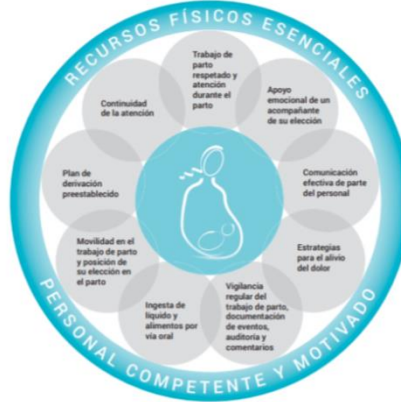 RECURSOS FÍSICOS ESENCIALES
Trabajo de
parto
respetado y
atención
durante el
parto
Apoyo
emocional de un
acompañante
de su elección
Comunicación
efectiva de parte
del personal
Estrategias
para el alivio
del dolor
Vigilancia
regular del
trabajo de parto,
documentación
de eventos,
auditoría y
comentarios
Ingesta de
líquido y
alimentos por
vía oral
Movilidad en el
trabajo de parto
y posición de
su elección en
el parto
Plan de
derivación
preestablecido
Continuidad
de la atención
PERSONAL COMPETENTE Y MOTIVADO